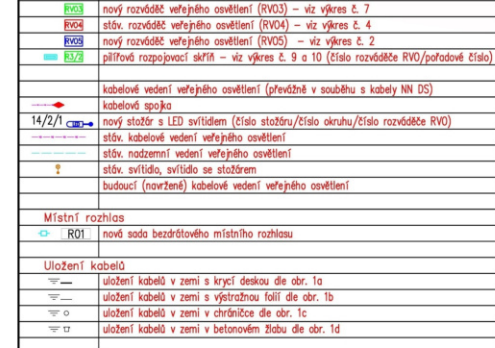 RVO3 nový rozváděč veřejného osvětlení (RVO3) – viz výkres č. 7
RVO4 stáv. rozváděč veřejného osvětlení (RVO4) – viz výkres č. 4
RVO5 nový rozváděč veřejného osvětlení (RVO5) – viz výkres č. 2
R3/2 pilířová rozpojovací skříň – viz výkres č. 9 a 10 (číslo rozváděče RVO/pořadové číslo)
kabelové vedení veřejného osvětlení (převážně v souběhu s kabely NN DS)
kabelová spojka
14/2/1 nový stožár s LED svítidlem (číslo stožáru/číslo okruhu/číslo rozváděče RVO)
stáv. kabelové vedení veřejného osvětlení
stáv. nadzemní vedení veřejného osvětlení
stáv. svítidlo, svítidlo se stožárem
budoucí (navržené) kabelové vedení veřejného osvětlení
Místní rozhlas
R01 nová sada bezdrátového místního rozhlasu
Uložení kabelů
uložení kabelů v zemi s krycí deskou dle obr. 1a
uložení kabelů v zemi s výstražnou folií dle obr. 1b
uložení kabelů v zemi v chráničce dle obr. 1c
uložení kabelů v zemi v betonovém žlabu dle obr. 1d